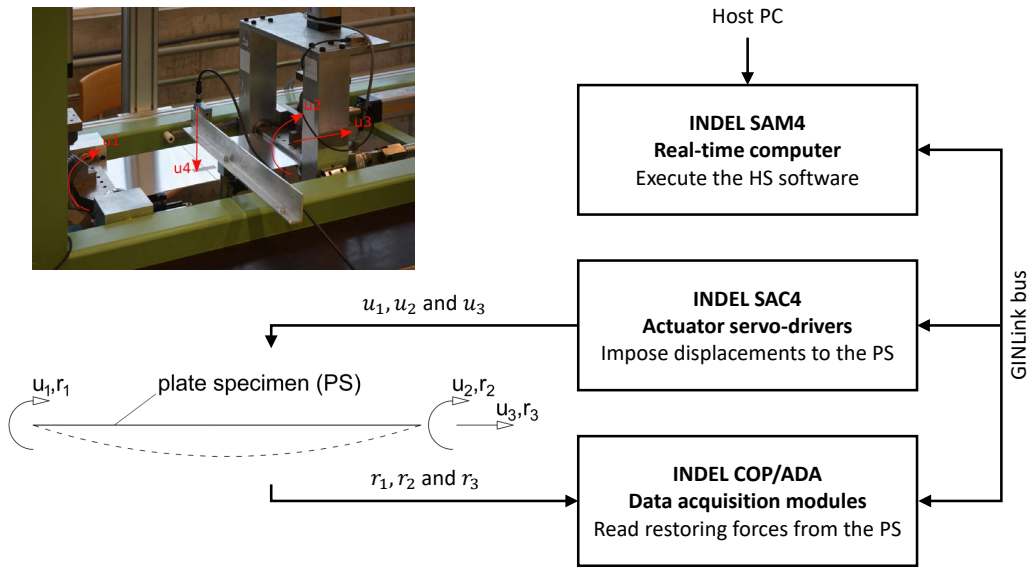 Host PC
u1
u2
u3
u4
INDEL SAM4
Real-time computer
Execute the HS software
GINLink bus
u₁, u₂ and u₃
INDEL SAC4
Actuator servo-drivers
Impose displacements to the PS
plate specimen (PS)
u₁,r₁
u₂,r₂
u₃,r₃
r₁, r₂ and r₃
INDEL COP/ADA
Data acquisition modules
Read restoring forces from the PS